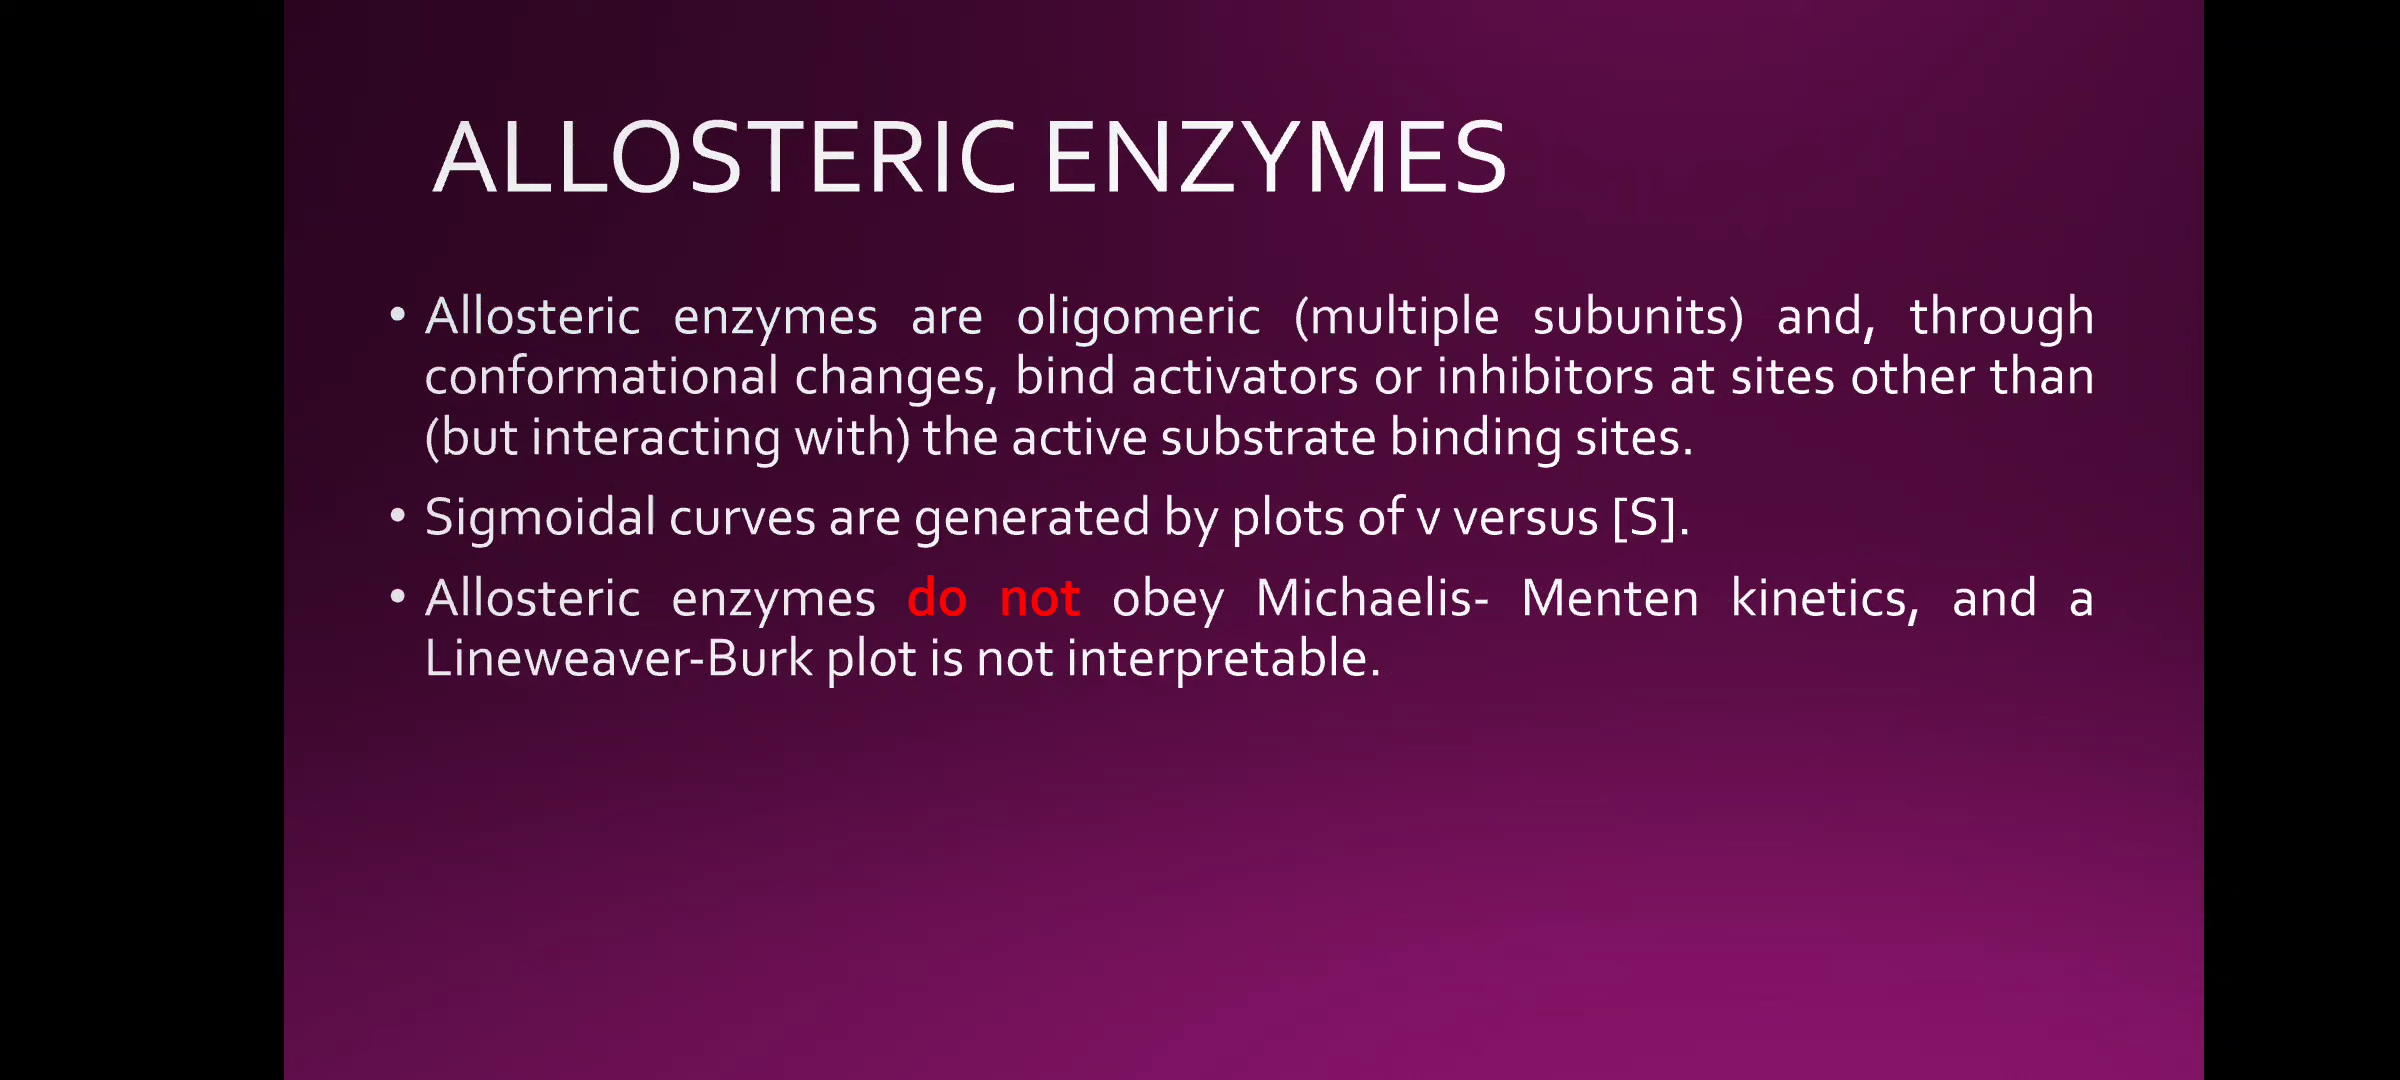 ALLOSTERIC ENZYMES
• Allosteric enzymes are oligomeric (multiple subunits) and, through
conformational changes, bind activators or inhibitors at sites other than
(but interacting with) the active substrate binding sites.
• Sigmoidal curves are generated by plots of v versus [S].
• Allosteric enzymes do not obey Michaelis- Menten kinetics, and a
Lineweaver-Burk plot is not interpretable.